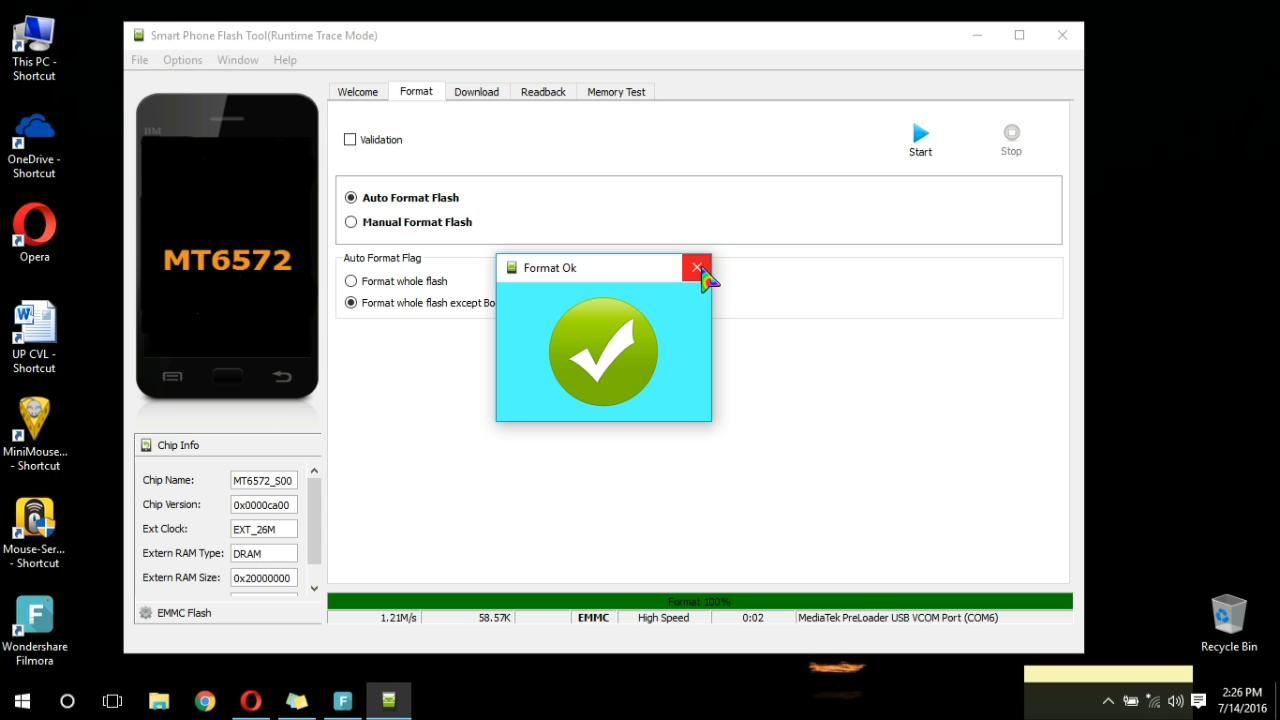 This PC -
Shortcut
OneDrive -
Shortcut
Opera
W
UP CVL -
Shortcut
MiniMouse...
- Shortcut
Mouse-Ser...
- Shortcut
F
Wondershare
Filmora
Smart Phone Flash Tool(Runtime Trace Mode)
File Options Window Help
BM
MT6572
Chip Info
Chip Name: MT6572_S00
Chip Version: 0x0000ca00
Ext Clock: EXT_26M
Extern RAM Type: DRAM
Extern RAM Size: 0x20000000
EMMC Flash
Welcome Format Download Readback Memory Test
Validation
Start Stop
Auto Format Flash
Manual Format Flash
Auto Format Flag
Format whole flash
Format whole flash except Bo
Format Ok
Format 100%
1.21M/s 58.57K EMMC High Speed 0:02 MediaTek PreLoader USB VCOM Port (COM6)
Recycle Bin
F
2:26 PM
7/14/2016